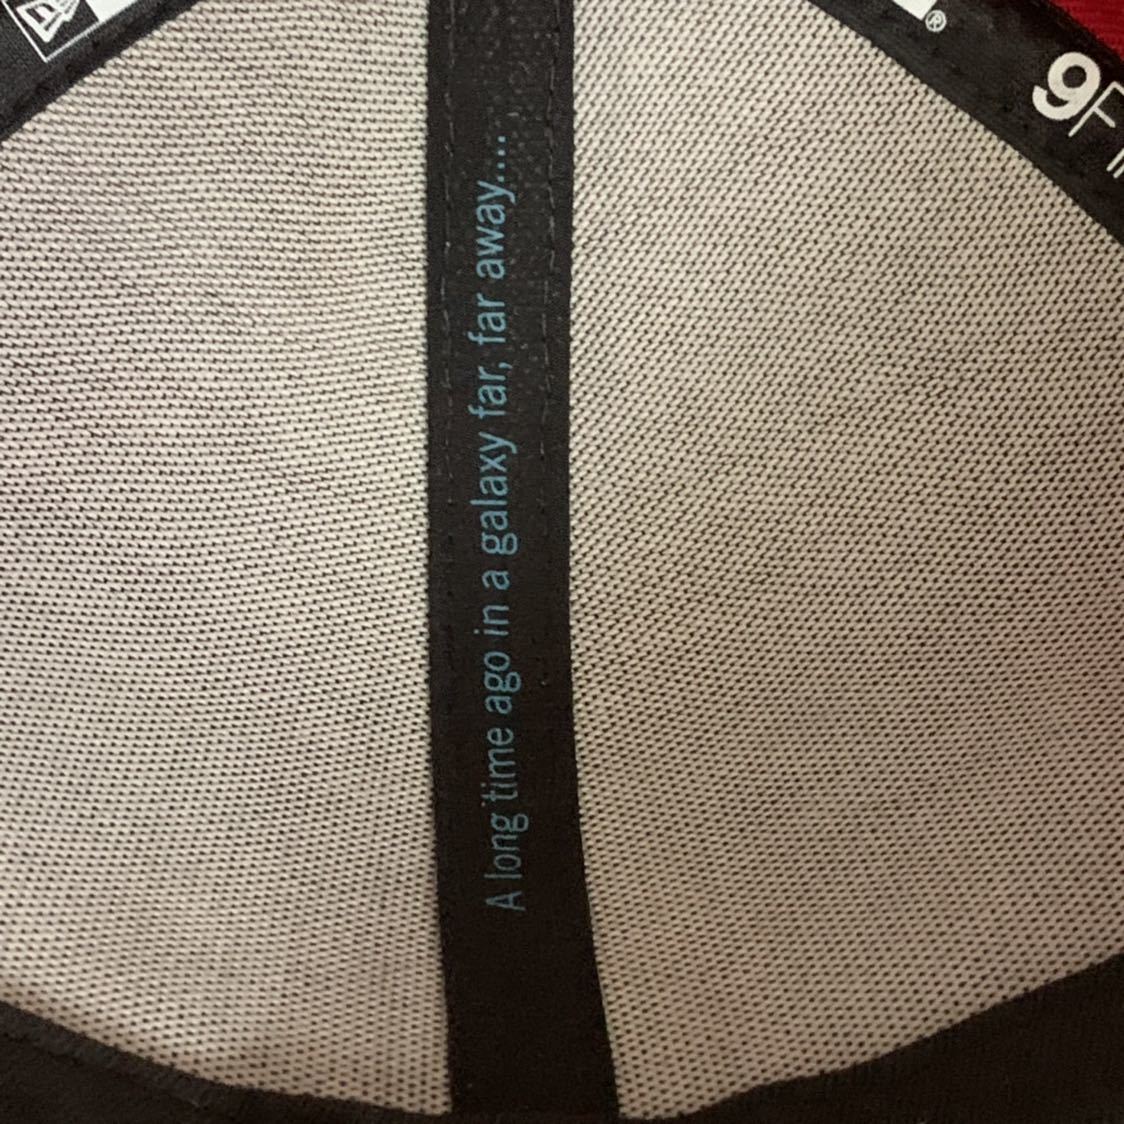 A long time ago in a galaxy far, far away....
®
9F